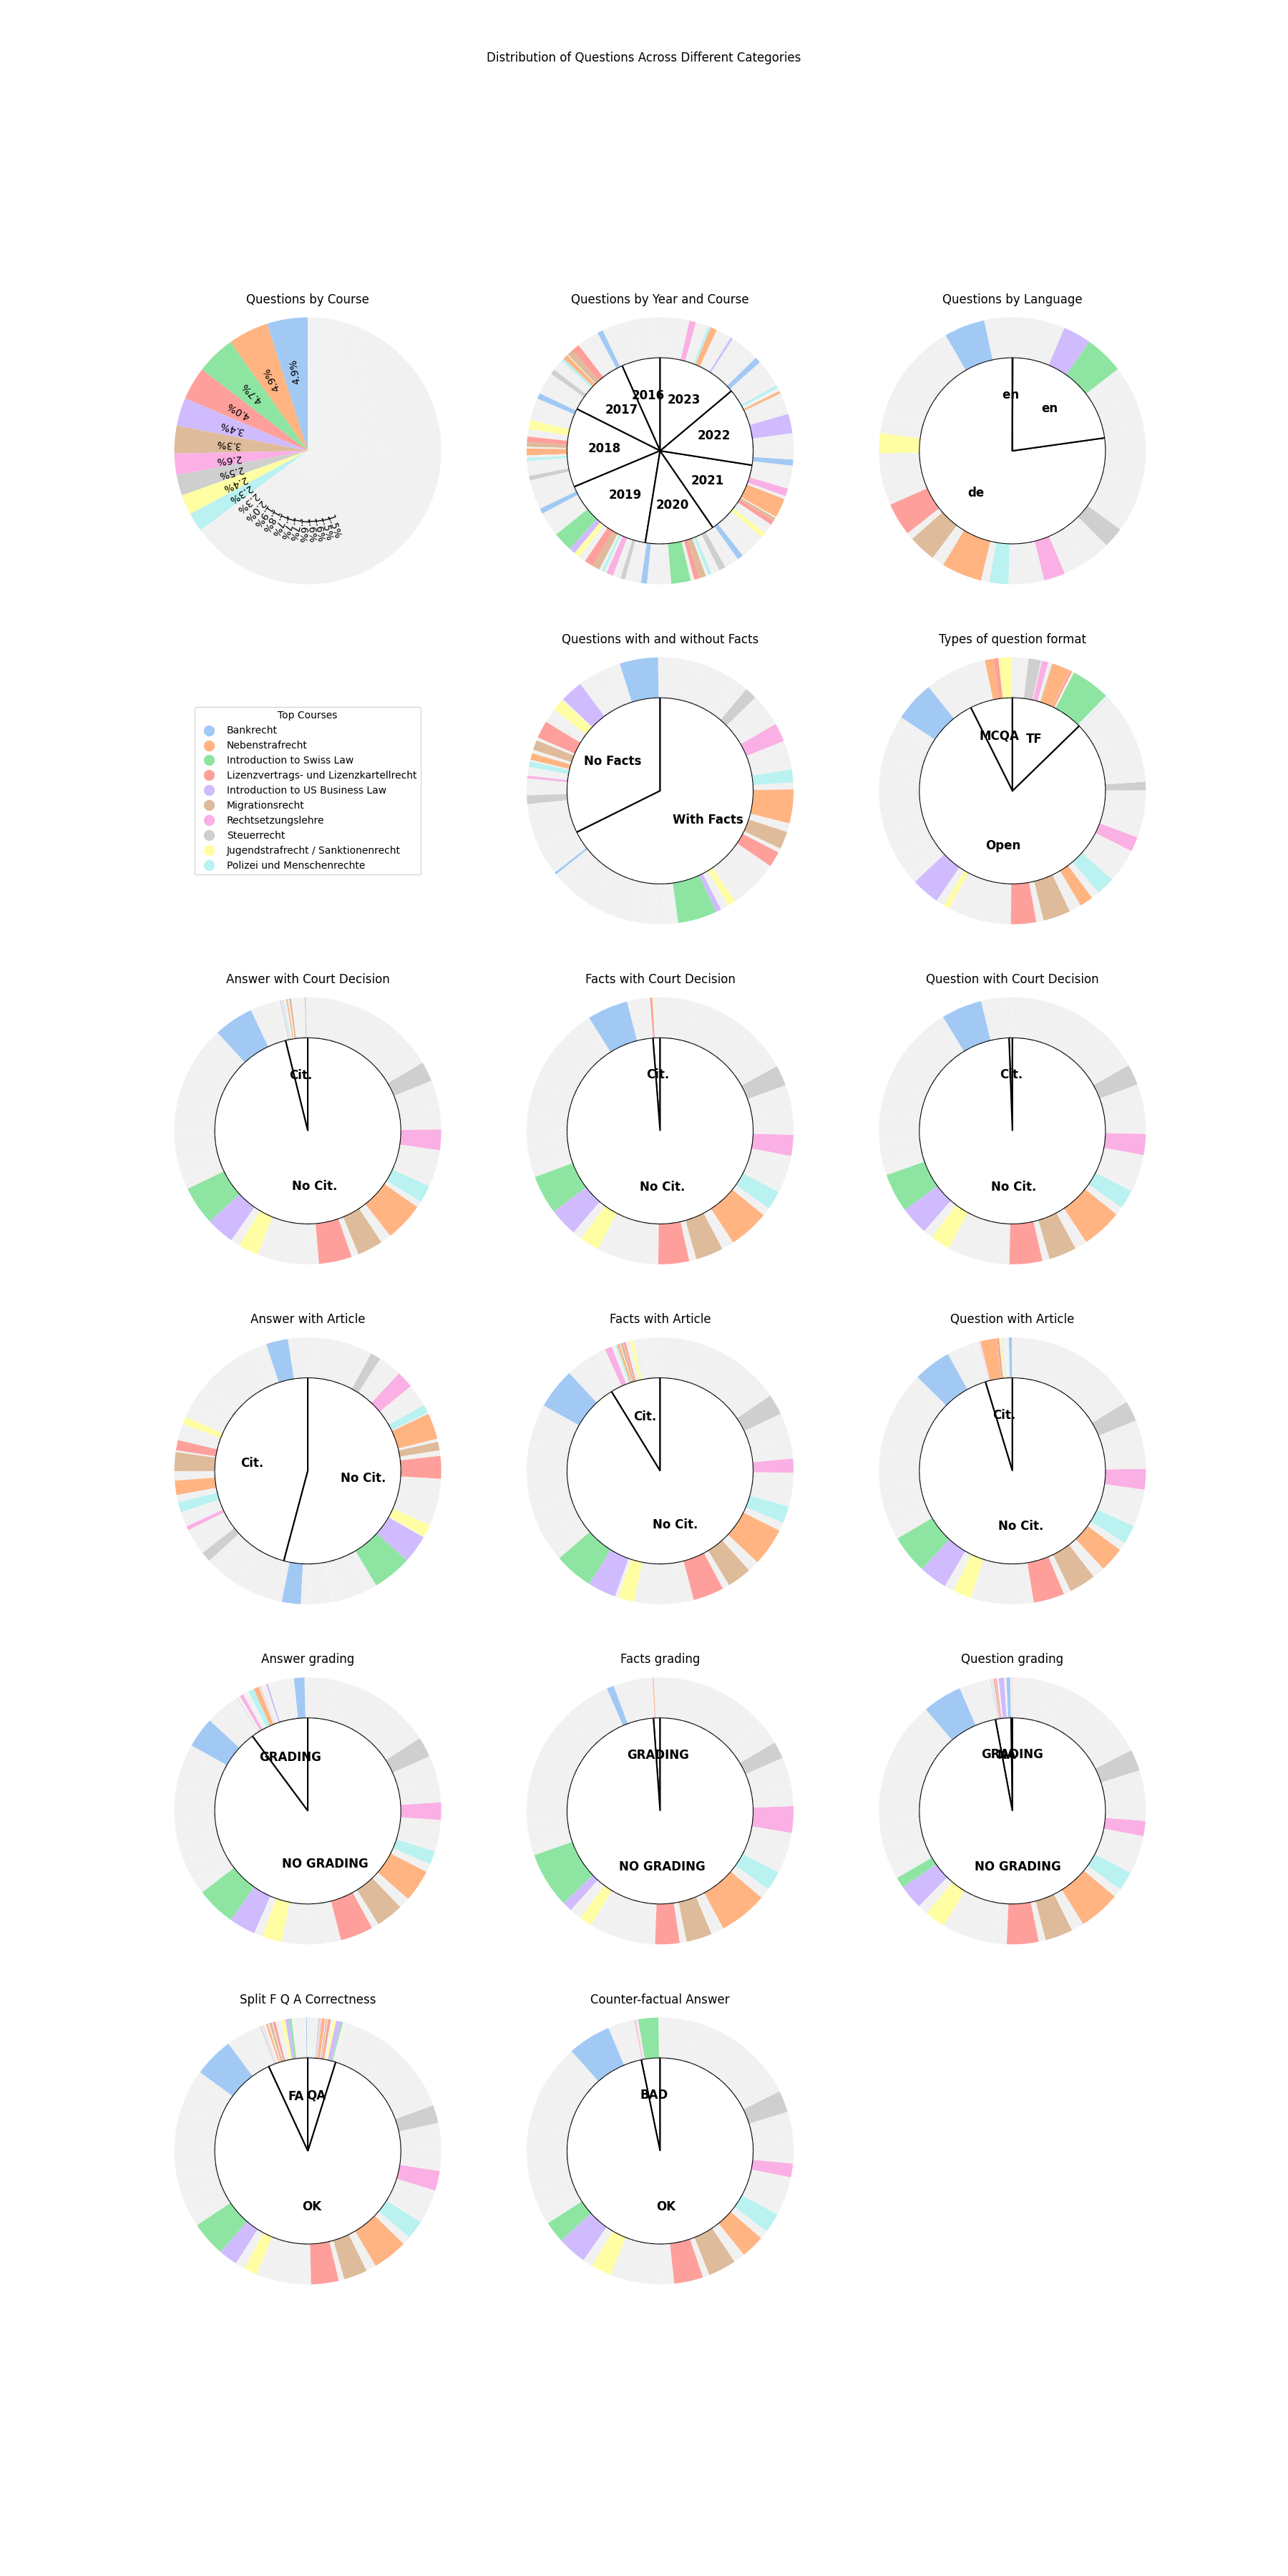 Distribution of Questions Across Different Categories
Questions by Course
4.9%
4.9%
4.7%
4.0%
3.4%
3.3%
2.6%
2.5%
2.4%
2.3%
Questions by Year and Course
2016
2023
2017
2022
2018
2021
2019
2020
Questions by Language
en
en
de
Top Courses
Bankrecht
Nebenstrafrecht
Introduction to Swiss Law
Lizenzvertrags- und Lizenzkartellrecht
Introduction to US Business Law
Migrationsrecht
Rechtsetzungslehre
Steuerrecht
Jugendstrafrecht / Sanktionenrecht
Polizei und Menschenrechte
Questions with and without Facts
No Facts
With Facts
Types of question format
MCQA
TF
Open
Answer with Court Decision
Cit.
No Cit.
Facts with Court Decision
Cit.
No Cit.
Question with Court Decision
Cit.
No Cit.
Answer with Article
Cit.
No Cit.
Facts with Article
Cit.
No Cit.
Question with Article
Cit.
No Cit.
Answer grading
GRADING
NO GRADING
Facts grading
GRADING
NO GRADING
Question grading
GRADING
NO GRADING
Split F Q A Correctness
FA
QA
OK
Counter-factual Answer
BAD
OK